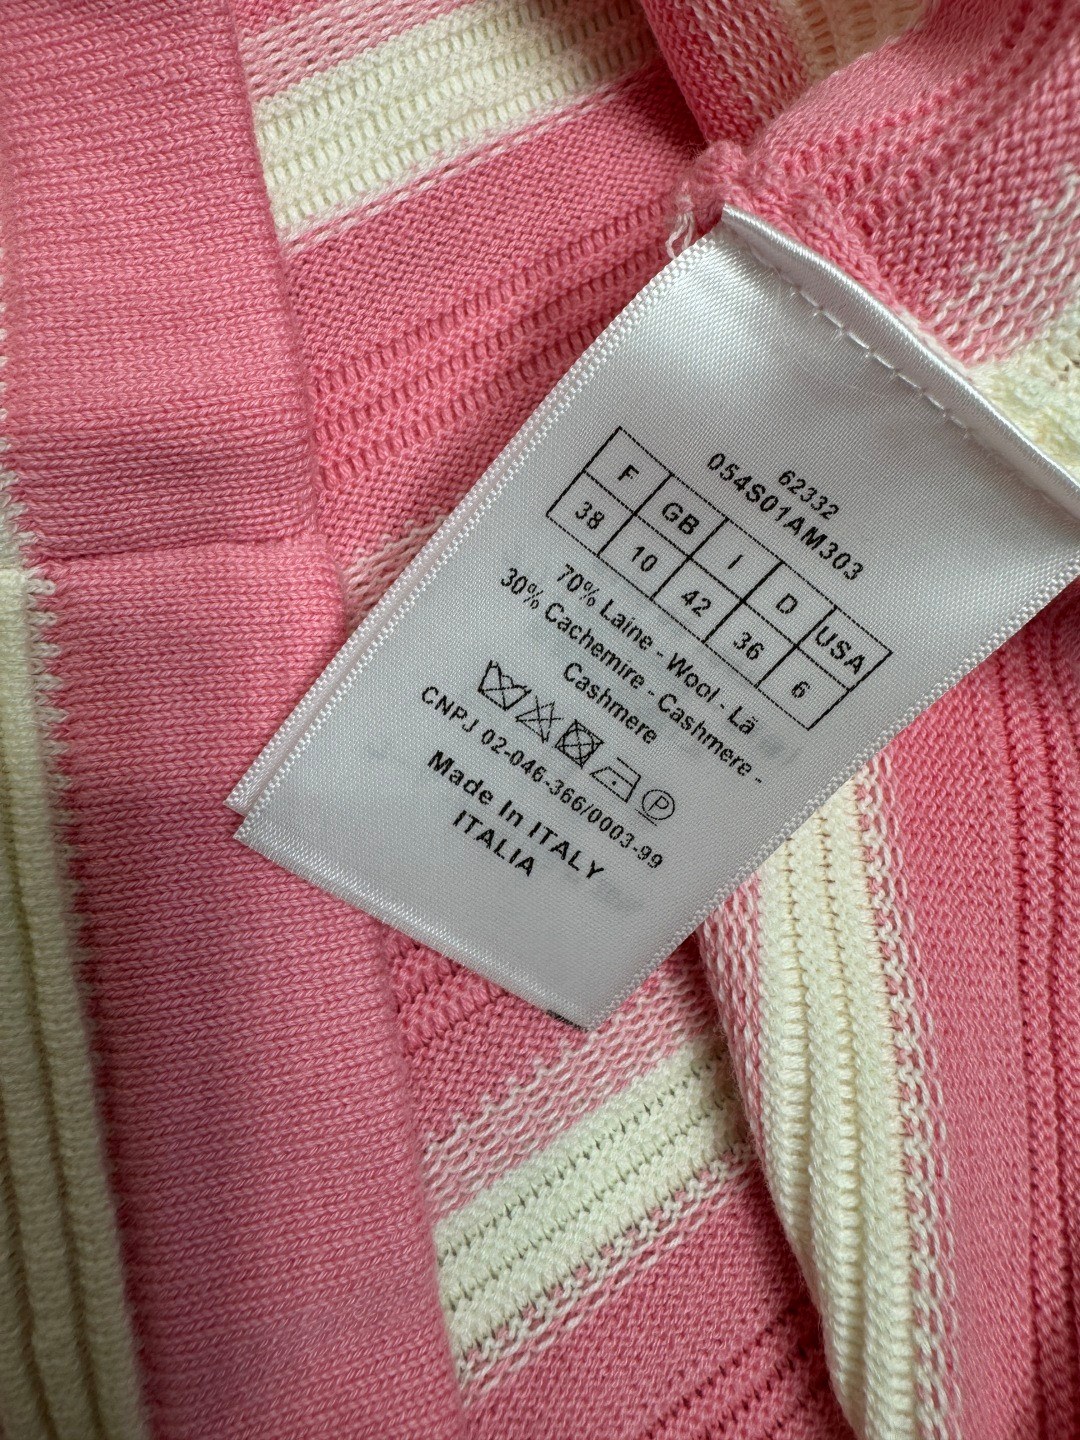 62332
054S01AM303
F GB I D USA
38 10 42 36 6
70% Laine - Wool - Lã
30% Cachemire - Cashmere -
Cashmere
P
CNPJ 02-046-366/0003-99
Made In ITALY
ITALIA